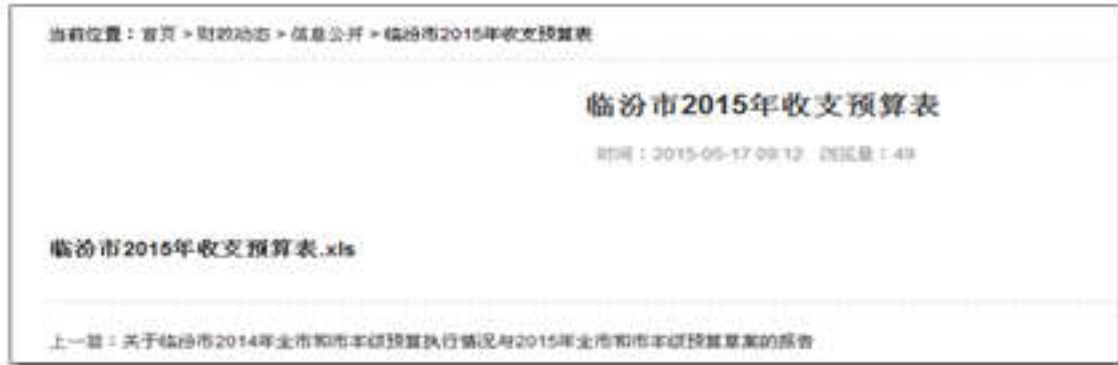 当前位置：首页 > 财政动态 > 信息公开 > 临汾市2015年收支预算表
临汾市2015年收支预算表
时间：2015-05-17 09:12 浏览量：49
临汾市2015年收支预算表.xls
上一篇：关于临汾市2014年全市和市本级预算执行情况与2015年全市和市本级预算草案的报告